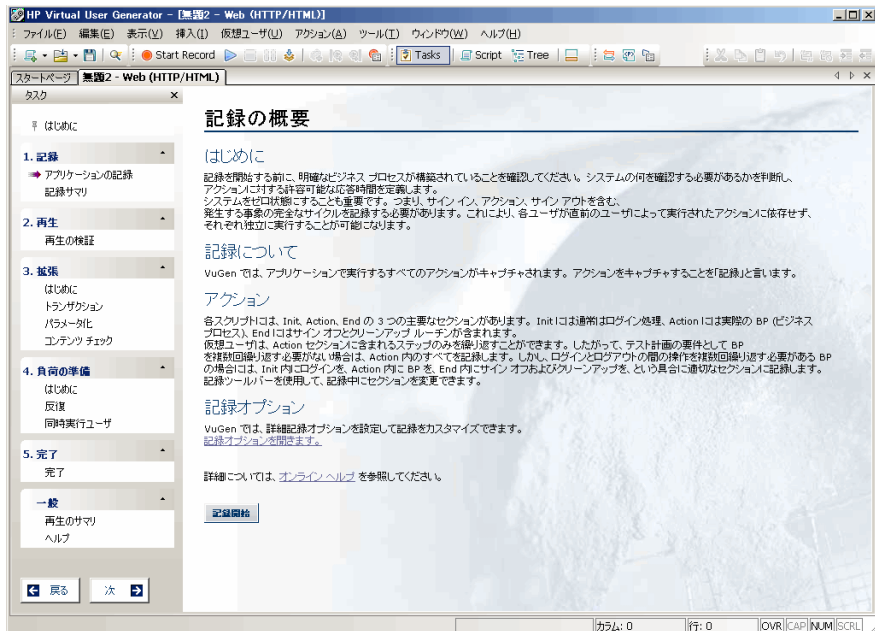 HP Virtual User Generator - [無題2 - Web (HTTP/HTML)]
ファイル(F) 編集(E) 表示(V) 挿入(I) 仮想ユーザ(U) アクション(A) ツール(T) ウィンドウ(W) ヘルプ(H)
Start Record Tasks Script Tree
スタートページ 無題2 - Web (HTTP/HTML)
タスク
はじめに
1. 記録
アプリケーションの記録
記録サマリ
2. 再生
再生の検証
3. 拡張
はじめに
トランザクション
パラメータ化
コンテンツ チェック
4. 負荷の準備
はじめに
反復
同時実行ユーザ
5. 完了
完了
一般
再生のサマリ
ヘルプ
戻る 次
記録の概要
はじめに
記録を開始する前に、明確なビジネス プロセスが構築されていることを確認してください。システムの何を確認する必要があるかを判断し、
アクションに対する許容可能な応答時間を定義します。
システムをゼロ状態にすることも重要です。つまり、サイン イン、アクション、サイン アウトを含む、
発生する事象の完全なサイクルを記録する必要があります。これにより、各ユーザが直前のユーザによって実行されたアクションに依存せず、
それぞれ独立に実行することが可能になります。
記録について
VuGen では、アプリケーションで実行するすべてのアクションがキャプチャされます。アクションをキャプチャすることを「記録」と言います。
アクション
各スクリプトには、Init、Action、End の 3 つの主要なセクションがあります。Init には通常はログイン処理、Action には実際の BP (ビジネス
プロセス)、End にはサイン オフとクリーンアップ ルーチンが含まれます。
仮想ユーザは、Action セクションに含まれるステップのみを繰り返すことができます。したがって、テスト計画の要件として BP
を複数回繰り返す必要がない場合は、Action 内のすべてを記録します。しかし、ログインとログアウトの間の操作を複数回繰り返す必要がある BP
の場合には、Init 内にログインを、Action 内に BP を、End 内にサイン オフおよびクリーンアップを、という具合に適切なセクションに記録します。
記録ツールバーを使用して、記録中にセクションを変更できます。
記録オプション
VuGen では、詳細記録オプションを設定して記録をカスタマイズできます。
記録オプションを開きます。
詳細については、オンライン ヘルプ を参照してください。
記録開始
カラム: 0 行: 0 OVR CAP NUM SCRL